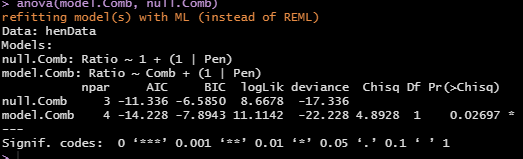 > anova(model.Comb, null.Comb)
refitting model(s) with ML (instead of REML)
Data: henData
Models:
null.Comb: Ratio ~ 1 + (1 | Pen)
model.Comb: Ratio ~ Comb + (1 | Pen)
           npar     AIC     BIC  logLik deviance  Chisq Df Pr(>Chisq)
null.Comb     3 -11.336 -6.5850  8.6678  -17.336
model.Comb    4 -14.228 -7.8943 11.1142  -22.228 4.8928  1    0.02697 *
---
Signif. codes:  0 ‘***’ 0.001 ‘**’ 0.01 ‘*’ 0.05 ‘.’ 0.1 ‘ ’ 1
>